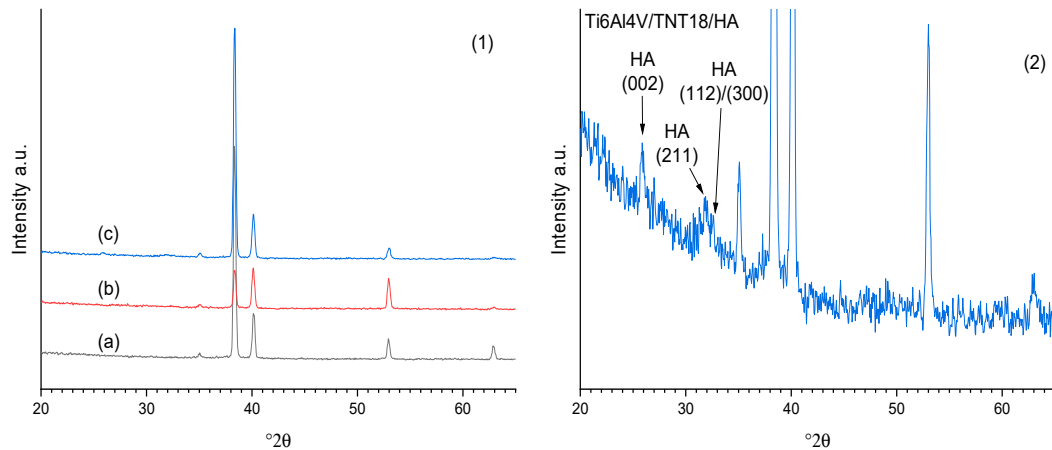 (1)
(c)
(b)
(a)
Intensity a.u.
20 30 40 50 60
°2θ
Ti6Al4V/TNT18/HA
(2)
HA
(002)
HA
(211)
HA
(112)/(300)
Intensity a.u.
20 30 40 50 60
°2θ